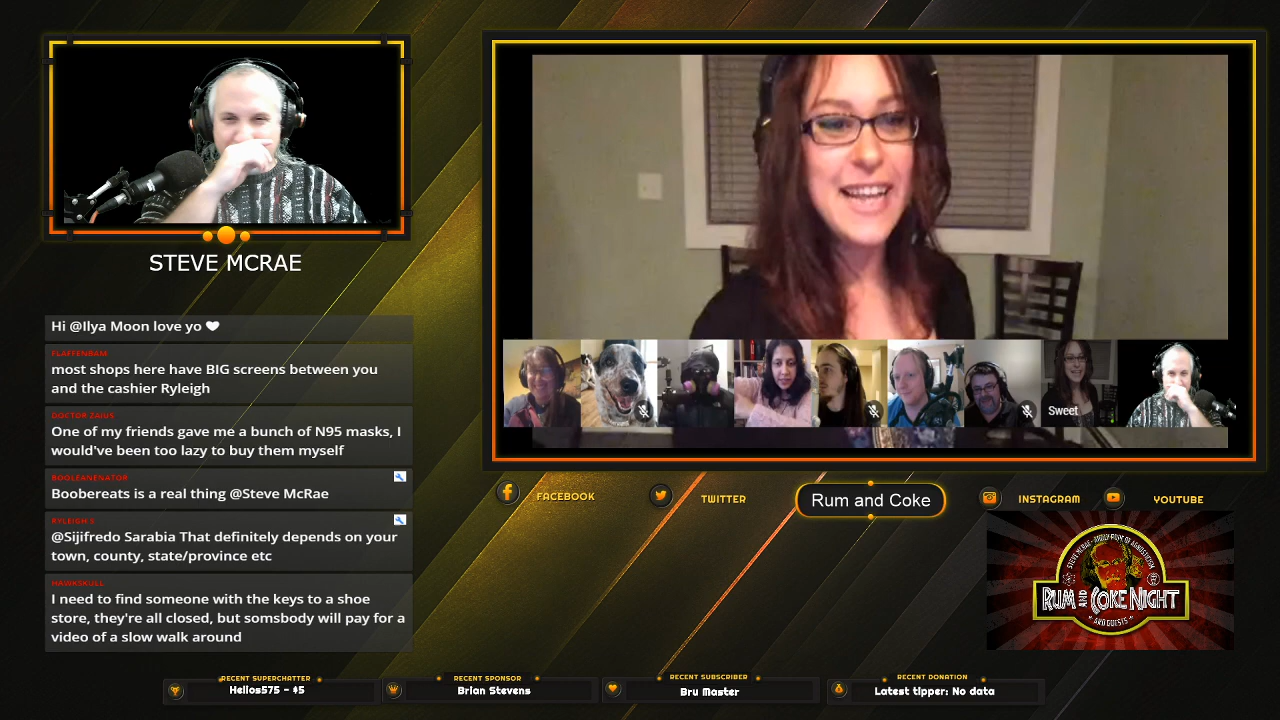 STEVE MCRAE
Hi @Ilya Moon love yo
FLAFFENBAM
most shops here have BIG screens between you
and the cashier Ryleigh
DOCTOR ZAIUS
One of my friends gave me a bunch of N95 masks, I
would've been too lazy to buy them myself
BOOLEANENATOR
Boobereats is a real thing @Steve McRae
RYLEIGH S
@Sijifredo Sarabia That definitely depends on your
town, county, state/province etc
HAWKSKULL
I need to find someone with the keys to a shoe
store, they're all closed, but somsbody will pay for a
video of a slow walk around
Sweet
FACEBOOK
TWITTER
Rum and Coke
INSTAGRAM
YOUTUBE
RUM AND COKE NIGHT
AND GUESTS
RECENT SUPERCHATTER
Helios575 - $5
RECENT SPONSOR
Brian Stevens
RECENT SUBSCRIBER
Bru Master
RECENT DONATION
Latest tipper: No data